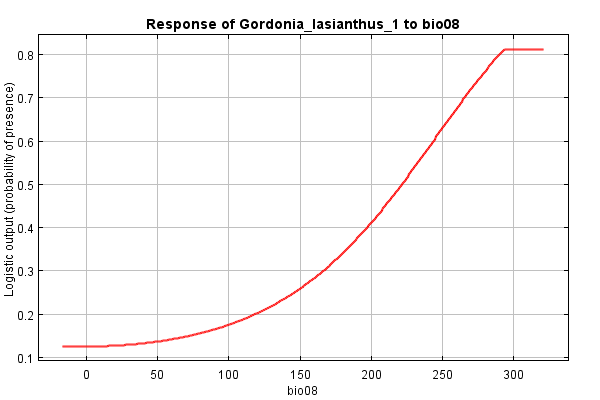 Response of Gordonia_lasianthus_1 to bio08
Logistic output (probability of presence)
0.8
0.7
0.6
0.5
0.4
0.3
0.2
0.1
0 50 100 150 200 250 300
bio08